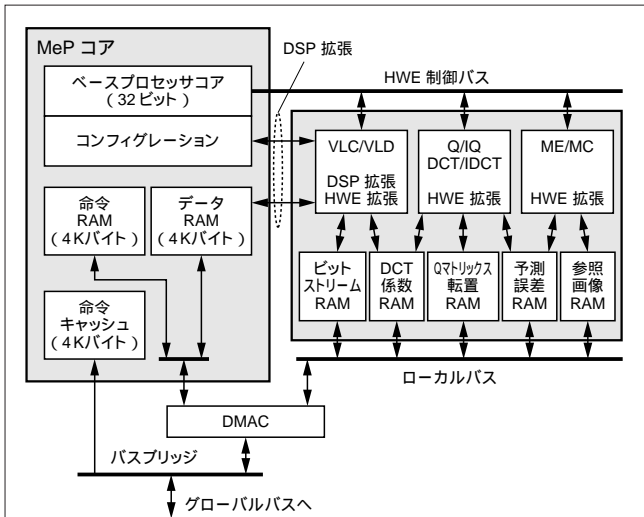 MeP コア
DSP 拡張
ベースプロセッサコア
(32 ビット)
HWE 制御バス
コンフィグレーション
VLC/VLD
DSP 拡張
HWE 拡張
Q/IQ
DCT/IDCT
HWE 拡張
ME/MC
HWE 拡張
命令
RAM
(4Kバイト)
データ
RAM
(4Kバイト)
ビット
ストリーム
RAM
DCT
係数
RAM
Qマトリックス
転置
RAM
予測
誤差
RAM
参照
画像
RAM
命令
キャッシュ
(4Kバイト)
ローカルバス
DMAC
バスブリッジ
グローバルバスへ